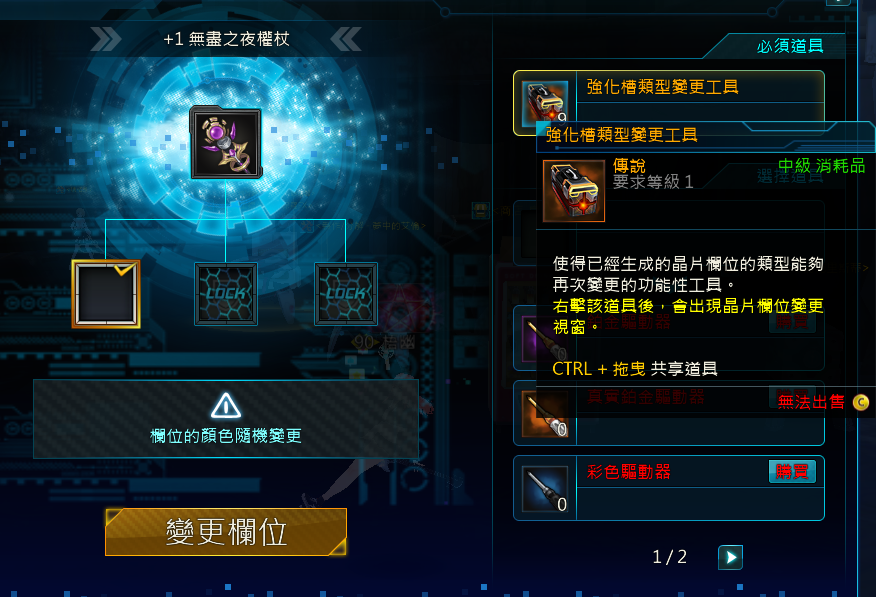 +1 無盡之夜權杖
必須道具
強化槽類型變更工具
9
強化槽類型變更工具
傳說
中級 消耗品
要求等級 1
選擇道具
使得已經生成的晶片欄位的類型能夠
再次變更的功能性工具。
右擊該道具後，會出現晶片欄位變更
視窗。
CTRL + 拖曳 共享道具
無法出售
LOCK
LOCK
欄位的顏色隨機變更
變更欄位
0
彩色驅動器
購買
0
1 / 2